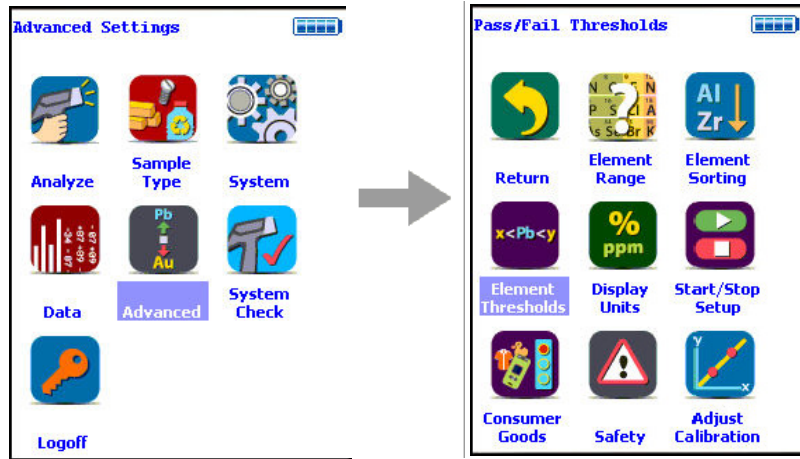 Advanced Settings
Analyze
Sample
Type
System
Pb
Au
Data
Advanced
System
Check
Logoff
Pass/Fail Thresholds
Return
Element
Range
Al
Zr
Element
Sorting
x<Pb<y
Element
Thresholds
%
ppm
Display
Units
Start/Stop
Setup
Consumer
Goods
Safety
y
x
Adjust
Calibration